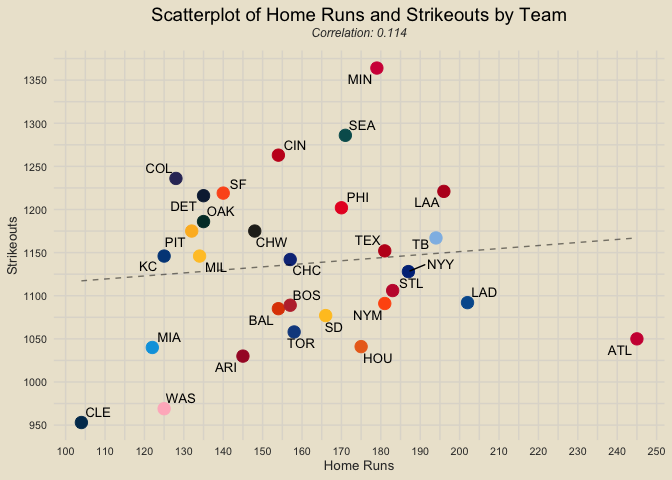 Scatterplot of Home Runs and Strikeouts by Team
Correlation: 0.114
Strikeouts
1350
1300
1250
1200
1150
1100
1050
1000
950
MIN
SEA
CIN
COL
SF
DET
OAK
PHI
LAA
PIT
CHW
TEX
TB
KC
MIL
CHC
NYY
BOS
STL
LAD
BAL
SD
NYM
TOR
MIA
HOU
ARI
ATL
WAS
CLE
100 110 120 130 140 150 160 170 180 190 200 210 220 230 240 250
Home Runs